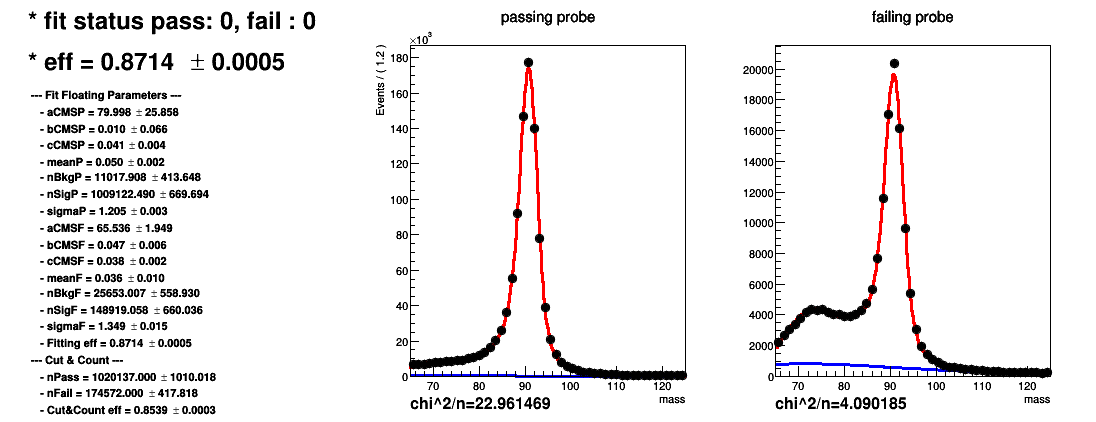 * fit status pass: 0, fail : 0
* eff = 0.8714 ± 0.0005
--- Fit Floating Parameters ---
- aCMSP = 79.998 ± 25.858
- bCMSP = 0.010 ± 0.066
- cCMSP = 0.041 ± 0.004
- meanP = 0.050 ± 0.002
- nBkgP = 11017.908 ± 413.648
- nSigP = 1009122.490 ± 669.694
- sigmaP = 1.205 ± 0.003
- aCMSF = 65.536 ± 1.949
- bCMSF = 0.047 ± 0.006
- cCMSF = 0.038 ± 0.002
- meanF = 0.036 ± 0.010
- nBkgF = 25653.007 ± 558.930
- nSigF = 148919.058 ± 660.036
- sigmaF = 1.349 ± 0.015
- Fitting eff = 0.8714 ± 0.0005
--- Cut & Count ---
- nPass = 1020137.000 ± 1010.018
- nFail = 174572.000 ± 417.818
- Cut&Count eff = 0.8539 ± 0.0003
passing probe
×10³
Events / ( 1.2 )
180
160
140
120
100
80
60
40
20
0
70 80 90 100 110 120
mass
chi^2/n=22.961469
failing probe
20000
18000
16000
14000
12000
10000
8000
6000
4000
2000
0
70 80 90 100 110 120
mass
chi^2/n=4.090185